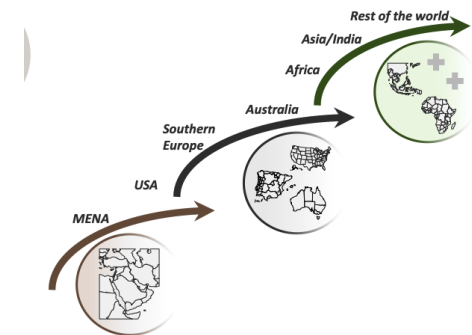 Rest of the world
Asia/India
Africa
Australia
Southern
Europe
USA
MENA